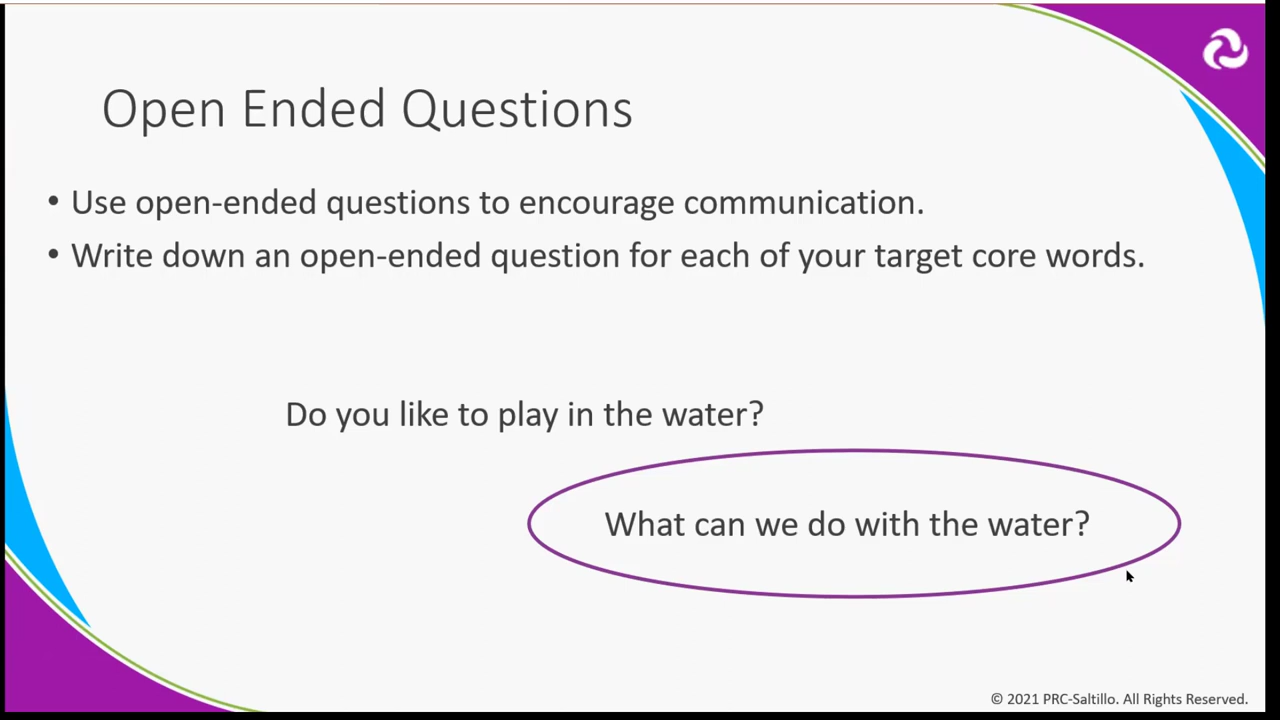 Open Ended Questions
• Use open-ended questions to encourage communication.
• Write down an open-ended question for each of your target core words.
Do you like to play in the water?
What can we do with the water?
© 2021 PRC-Saltillo. All Rights Reserved.